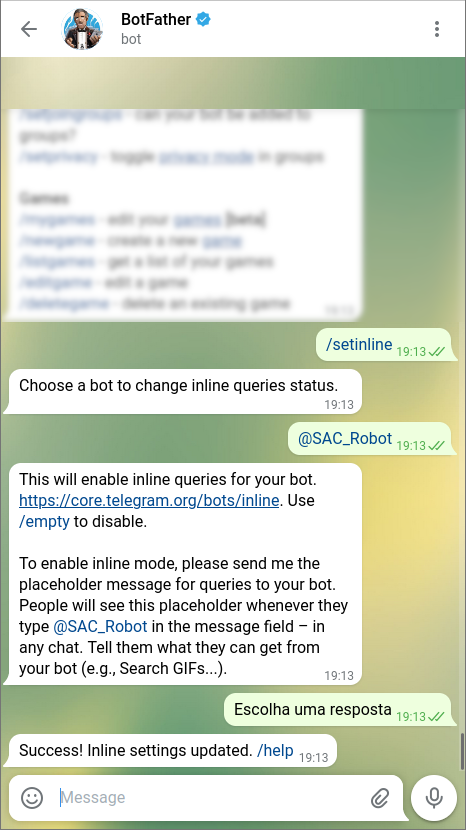 BotFather
bot
/setjoingroups - can your bot be added to
groups?
/setprivacy - toggle privacy mode in groups
Games
/mygames - edit your games [beta]
/newgame - create a new game
/listgames - get a list of your games
/editgame - edit a game
/deletegame - delete an existing game
19:13
/setinline 19:13
Choose a bot to change inline queries status.
19:13
@SAC_Robot 19:13
This will enable inline queries for your bot.
https://core.telegram.org/bots/inline. Use
/empty to disable.
To enable inline mode, please send me the
placeholder message for queries to your bot.
People will see this placeholder whenever they
type @SAC_Robot in the message field – in
any chat. Tell them what they can get from
your bot (e.g., Search GIFs...).
19:13
Escolha uma resposta 19:13
Success! Inline settings updated. /help 19:13
Message